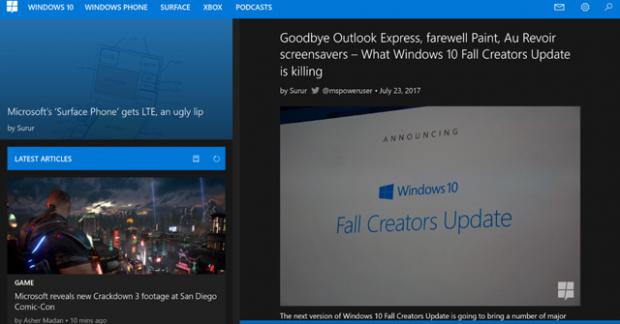 WINDOWS 10 WINDOWS PHONE SURFACE XBOX PODCASTS
Microsoft's 'Surface Phone' gets LTE, an ugly lip
by Surur
LATEST ARTICLES
GAME
Microsoft reveals new Crackdown 3 footage at San Diego
Comic-Con
by Asher Madan • 10 mins ago
Goodbye Outlook Express, farewell Paint, Au Revoir
screensavers – What Windows 10 Fall Creators Update
is killing
by Surur @mspoweruser • July 23, 2017
ANNOUNCING
Windows 10
Fall Creators Update
The next version of Windows 10 Fall Creators Update is going to bring a number of major